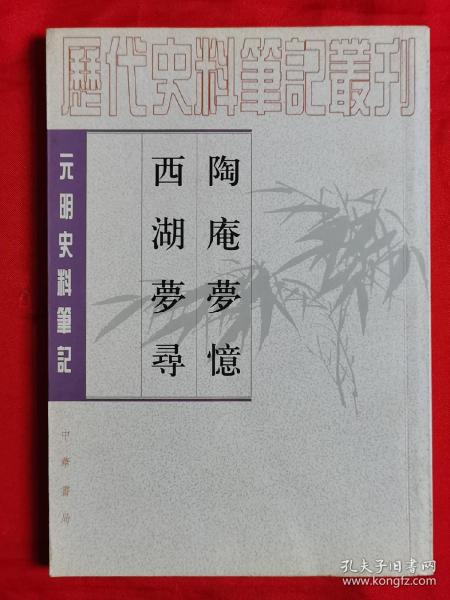 歷代史料筆記叢刊
元明史料筆記
陶庵夢憶
西湖夢尋
中華書局
孔夫子旧书网
www.kongfz.com